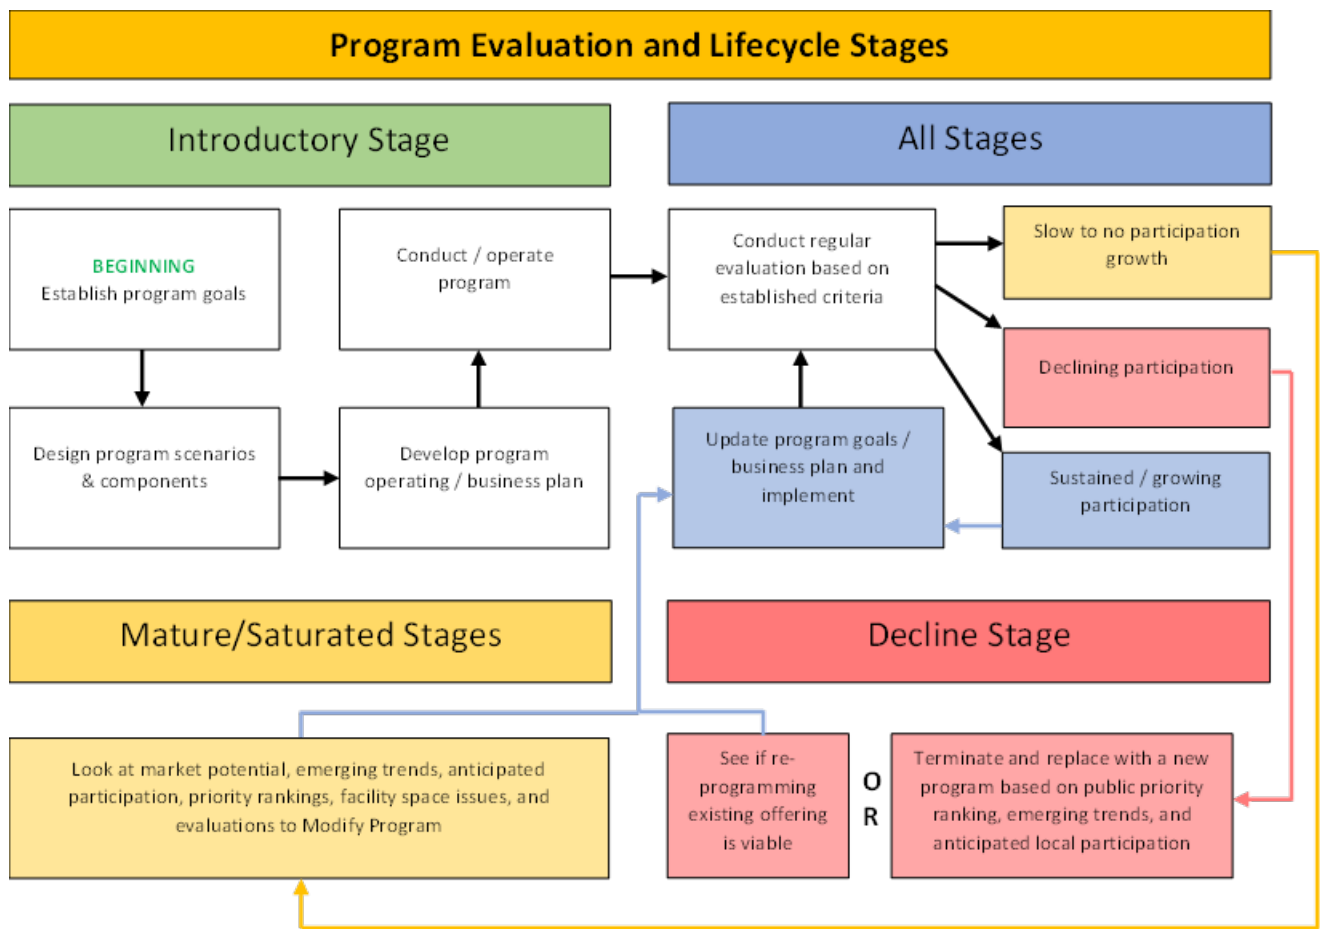 Program Evaluation and Lifecycle Stages
Introductory Stage
All Stages
BEGINNING
Establish program goals
Conduct / operate
program
Conduct regular
evaluation based on
established criteria
Slow to no participation
growth
Declining participation
Design program scenarios
& components
Develop program
operating / business plan
Update program goals /
business plan and
implement
Sustained / growing
participation
Mature/Saturated Stages
Decline Stage
Look at market potential, emerging trends, anticipated
participation, priority rankings, facility space issues, and
evaluations to Modify Program
See if re-
programming
existing offering
is viable
O
R
Terminate and replace with a new
program based on public priority
ranking, emerging trends, and
anticipated local participation